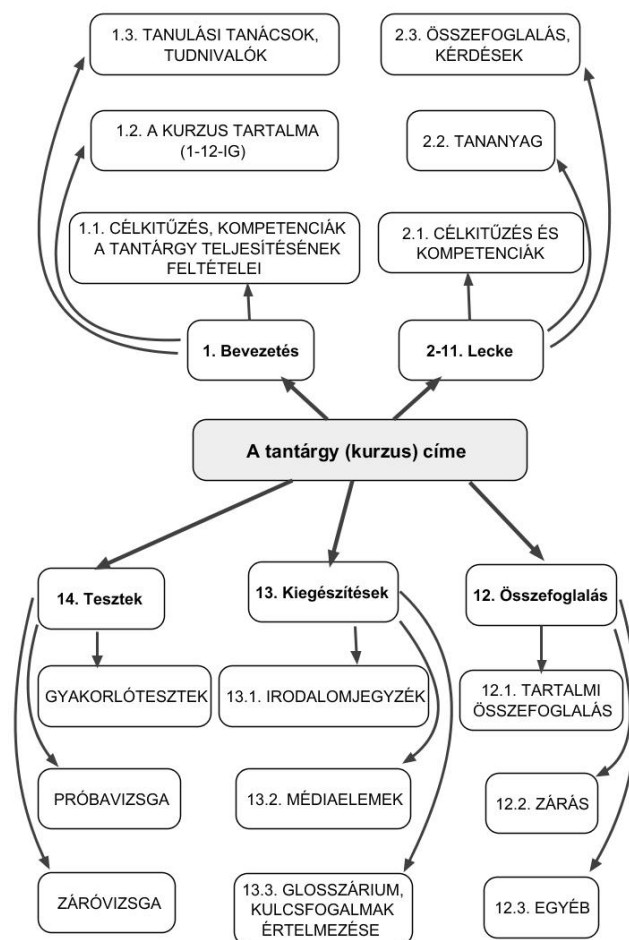 1.3. TANULÁSI TANÁCSOK,
TUDNIVALÓK
2.3. ÖSSZEFOGLALÁS,
KÉRDÉSEK
1.2. A KURZUS TARTALMA
(1-12-IG)
2.2. TANANYAG
1.1. CÉLKITŰZÉS, KOMPETENCIÁK
A TANTÁRGY TELJESÍTÉSÉNEK
FELTÉTELEI
2.1. CÉLKITŰZÉS ÉS
KOMPETENCIÁK
1. Bevezetés
2-11. Lecke
A tantárgy (kurzus) címe
14. Tesztek
13. Kiegészítések
12. Összefoglalás
GYAKORLÓTESZTEK
13.1. IRODALOMJEGYZÉK
12.1. TARTALMI
ÖSSZEFOGLALÁS
PRÓBAVIZSGA
13.2. MÉDIAELEMEK
12.2. ZÁRÁS
ZÁRÓVIZSGA
13.3. GLOSSZÁRIUM,
KULCSFOGALMAK
ÉRTELMEZÉSE
12.3. EGYÉB